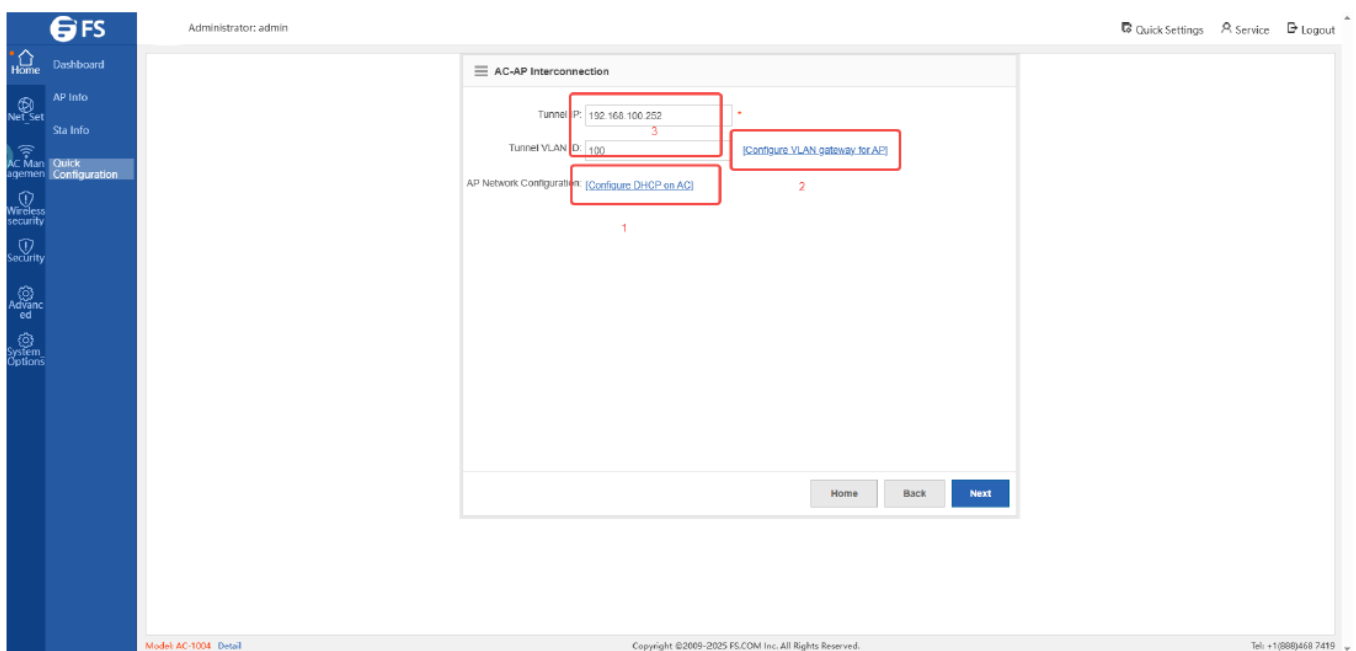 FS
Administrator: admin
Quick Settings
Service
Logout
Home
Dashboard
AP Info
Net_Set
Sta Info
AC Man
agemen
Quick
Configuration
Wireless
security
Security
Advanc
ed
System_
Options
AC-AP Interconnection
Tunnel IP: 192.168.100.252 *
3
Tunnel VLAN ID: 100 [Configure VLAN gateway for AP]
AP Network Configuration: [Configure DHCP on AC]
2
1
Home Back Next
Model: AC-1004 Detail
Copyright ©2009-2025 FS.COM Inc. All Rights Reserved.
Tel: +1(888)468 7419